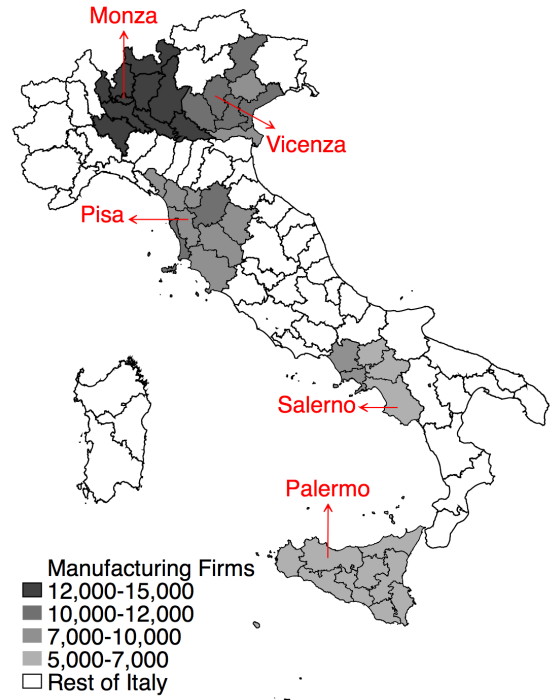 Monza
Vicenza
Pisa
Salerno
Palermo
Manufacturing Firms
12,000-15,000
10,000-12,000
7,000-10,000
5,000-7,000
Rest of Italy